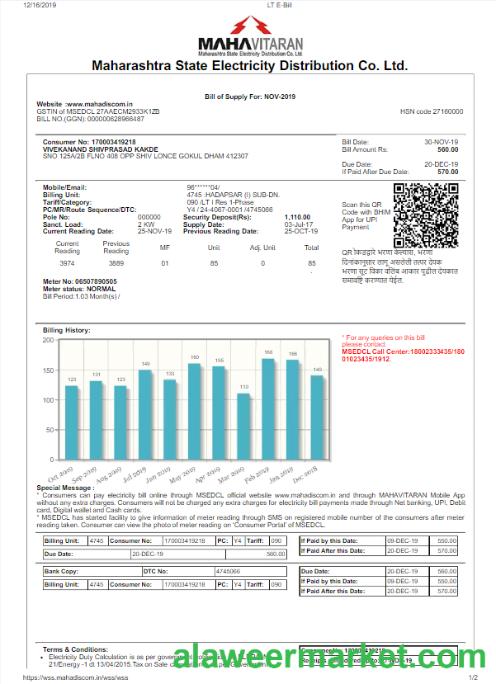 12/16/2019 LT E-Bill
MAHAVITARAN
Maharashtra State Electricity Distribution Co. Ltd.
Maharashtra State Electricity Distribution Co. Ltd.
Bill of Supply For: NOV-2019
Website :www.mahadiscom.in
GSTIN of MSEDCL 27AAECM2933K1ZB HSN code 27160000
BILL NO.(GGN): 000000628966487
Consumer No: 170003419218 Bill Date: 30-NOV-19
VIVEKANAND SHIVPRASAD KAKDE Bill Amount Rs: 560.00
SNO 125A/2B FLNO 408 OPP SHIV LONCE GOKUL DHAM 412307
Due Date: 20-DEC-19
If Paid After Due Date: 570.00
Mobile/Email: 96******04/
Billing Unit: 4745 :HADAPSAR (I) SUB-DN.
Tariff/Category: 090 /LT I Res 1-Phase
PC/MR/Route Sequence/DTC: Y4 / 24-4067-0001 /4745066
Pole No: 000000 Security Deposit(Rs): 1,110.00
Sanct. Load: 2 KW Supply Date: 03-Jul-17
Current Reading Date: 25-NOV-19 Previous Reading Date: 25-OCT-19
Scan this QR
Code with BHIM
App for UPI
Payment
Current Reading Previous Reading MF Unit Adj. Unit Total
3974 3889 01 85 0 85
QR कोडद्वारे भरणा केल्यास, भरणा
दिनांकानुसार लागू असलेली तत्पर देयक
भरणा सूट किंवा विलंब आकार पुढील देयकात
समाविष्ट करण्यात येईल.
Meter No: 06507890505
Meter status: NORMAL
Bill Period:1.03 Month(s) /
Billing History:
200
150
100
50
0
123 131 123 149 133 160 155 110 168 166 140
Oct 2019 Sep 2019 Aug 2019 Jul 2019 Jun 2019 May 2019 Apr 2019 Mar 2019 Feb 2019 Jan 2019 Dec 2018
* For any queries on this bill
please contact
MSEDCL Call Center:18002333435/180
01023435/1912
Special Message :
* Consumers can pay electricity bill online through MSEDCL official website www.mahadiscom.in and through MAHAVITARAN Mobile App
without any extra charges. Consumers will not be charged any extra charges for electricity bill payments made through Net banking, UPI, Debit
card, Digital wallet and Cash cards.
* MSEDCL has started facility to give information of meter reading through SMS on registered mobile number of the consumers after meter
reading taken. Consumer can view the photo of meter reading on 'Consumer Portal' of MSEDCL.
Billing Unit: 4745 Consumer No: 170003419218 PC: Y4 Tariff: 090 If Paid by this Date: 09-DEC-19 550.00
Due Date: 20-DEC-19 560.00 If Paid After this Date: 20-DEC-19 570.00
Bank Copy: DTC No: 4745066 Due Date: 20-DEC-19 560.00
If Paid by this Date: 09-DEC-19 550.00
Billing Unit: 4745 Consumer No: 170003419218 PC: Y4 Tariff: 090 If Paid After this Date: 20-DEC-19 570.00
Terms & Conditions:
• Electricity Duty Calculation is as per
21/Energy -1 dt 13/04/2015.Tax on Sale
alaweermarket.com
https://wss.mahadiscom.in/wss/wss 1/2